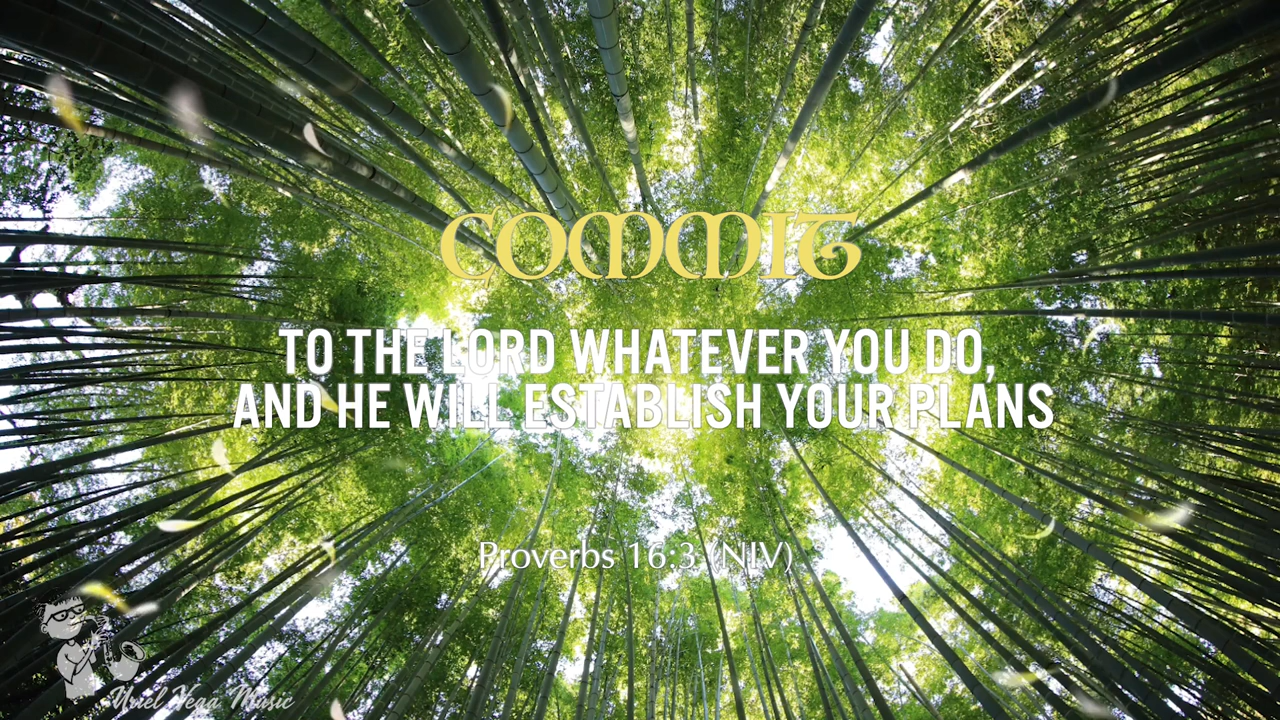 COMMIT
TO THE LORD WHATEVER YOU DO,
AND HE WILL ESTABLISH YOUR PLANS
Proverbs 16:3 (NIV)
Uriel Vega Music